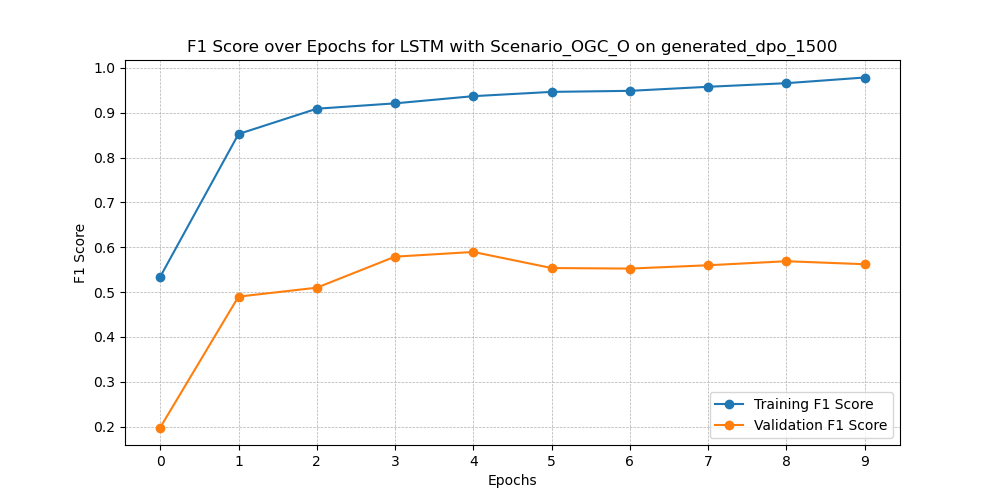 F1 Score over Epochs for LSTM with Scenario_OGC_O on generated_dpo_1500
F1 Score
1.0
0.9
0.8
0.7
0.6
0.5
0.4
0.3
0.2
Training F1 Score
Validation F1 Score
0 1 2 3 4 5 6 7 8 9
Epochs